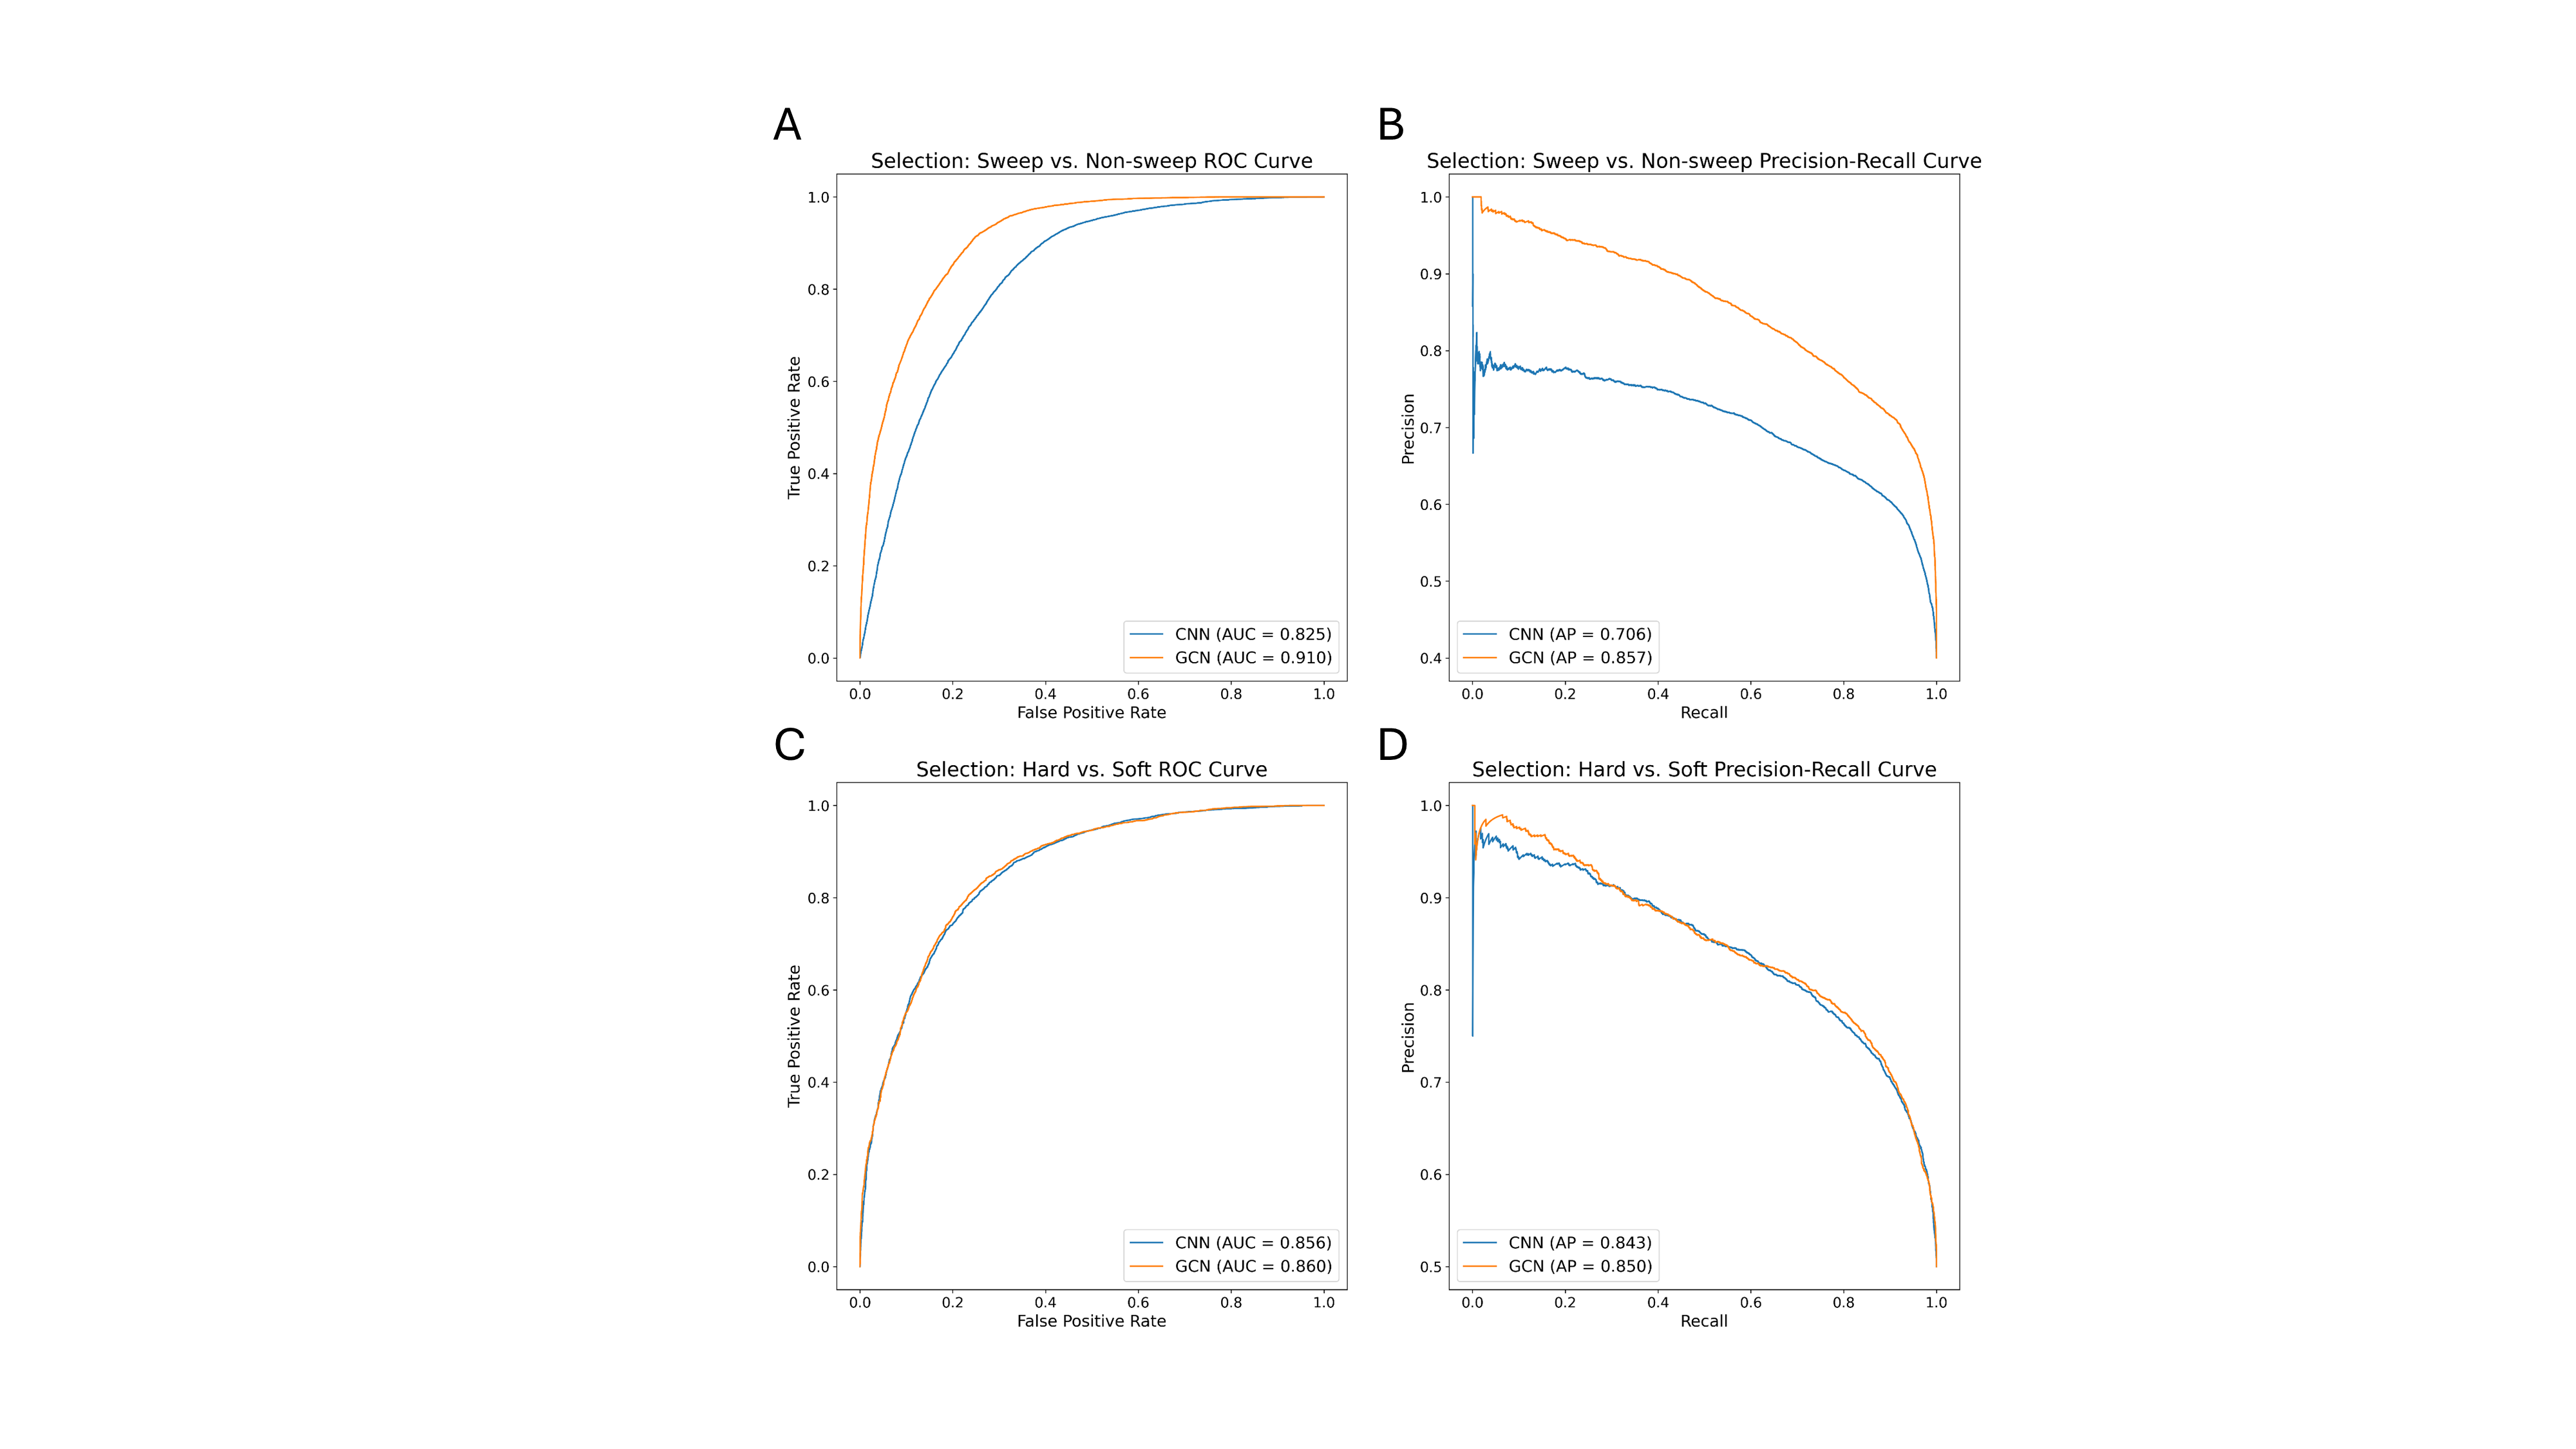 A
Selection: Sweep vs. Non-sweep ROC Curve
True Positive Rate
1.0
0.8
0.6
0.4
0.2
0.0
CNN (AUC = 0.825)
GCN (AUC = 0.910)
0.0 0.2 0.4 0.6 0.8 1.0
False Positive Rate
B
Selection: Sweep vs. Non-sweep Precision-Recall Curve
Precision
1.0
0.9
0.8
0.7
0.6
0.5
0.4
CNN (AP = 0.706)
GCN (AP = 0.857)
0.0 0.2 0.4 0.6 0.8 1.0
Recall
C
Selection: Hard vs. Soft ROC Curve
True Positive Rate
1.0
0.8
0.6
0.4
0.2
0.0
CNN (AUC = 0.856)
GCN (AUC = 0.860)
0.0 0.2 0.4 0.6 0.8 1.0
False Positive Rate
D
Selection: Hard vs. Soft Precision-Recall Curve
Precision
1.0
0.9
0.8
0.7
0.6
0.5
CNN (AP = 0.843)
GCN (AP = 0.850)
0.0 0.2 0.4 0.6 0.8 1.0
Recall